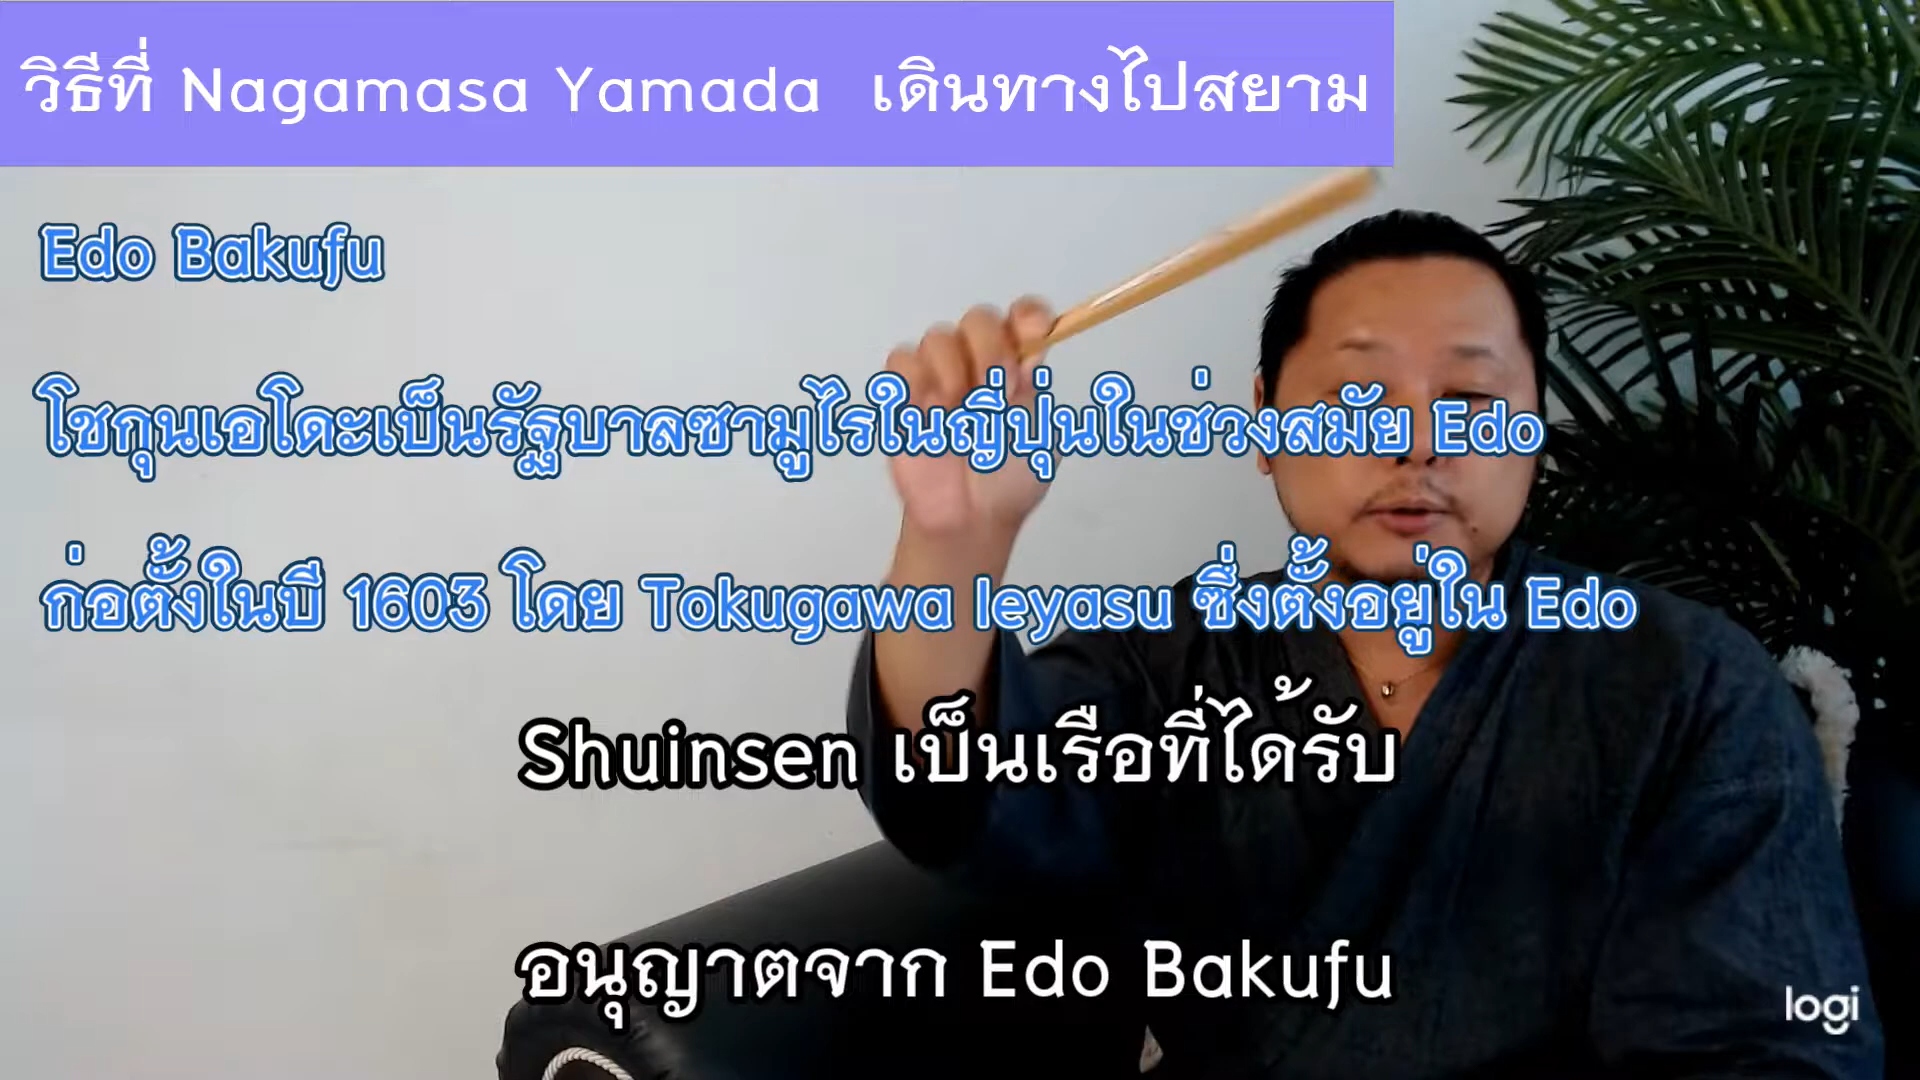 วิธีที่ Nagamasa Yamada เดินทางไปสยาม
Edo Bakufu
โชกุนเอโดะเป็นรัฐบาลซามูไรในญี่ปุ่นในช่วงสมัย Edo
ก่อตั้งในปี 1603 โดย Tokugawa Ieyasu ซึ่งตั้งอยู่ใน Edo
Shuinsen เป็นเรือที่ได้รับ
อนุญาตจาก Edo Bakufu
logi